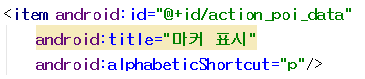 <item android:id="@+id/action_poi_data"
android:title="마커 표시"
android:alphabeticShortcut="p"/>